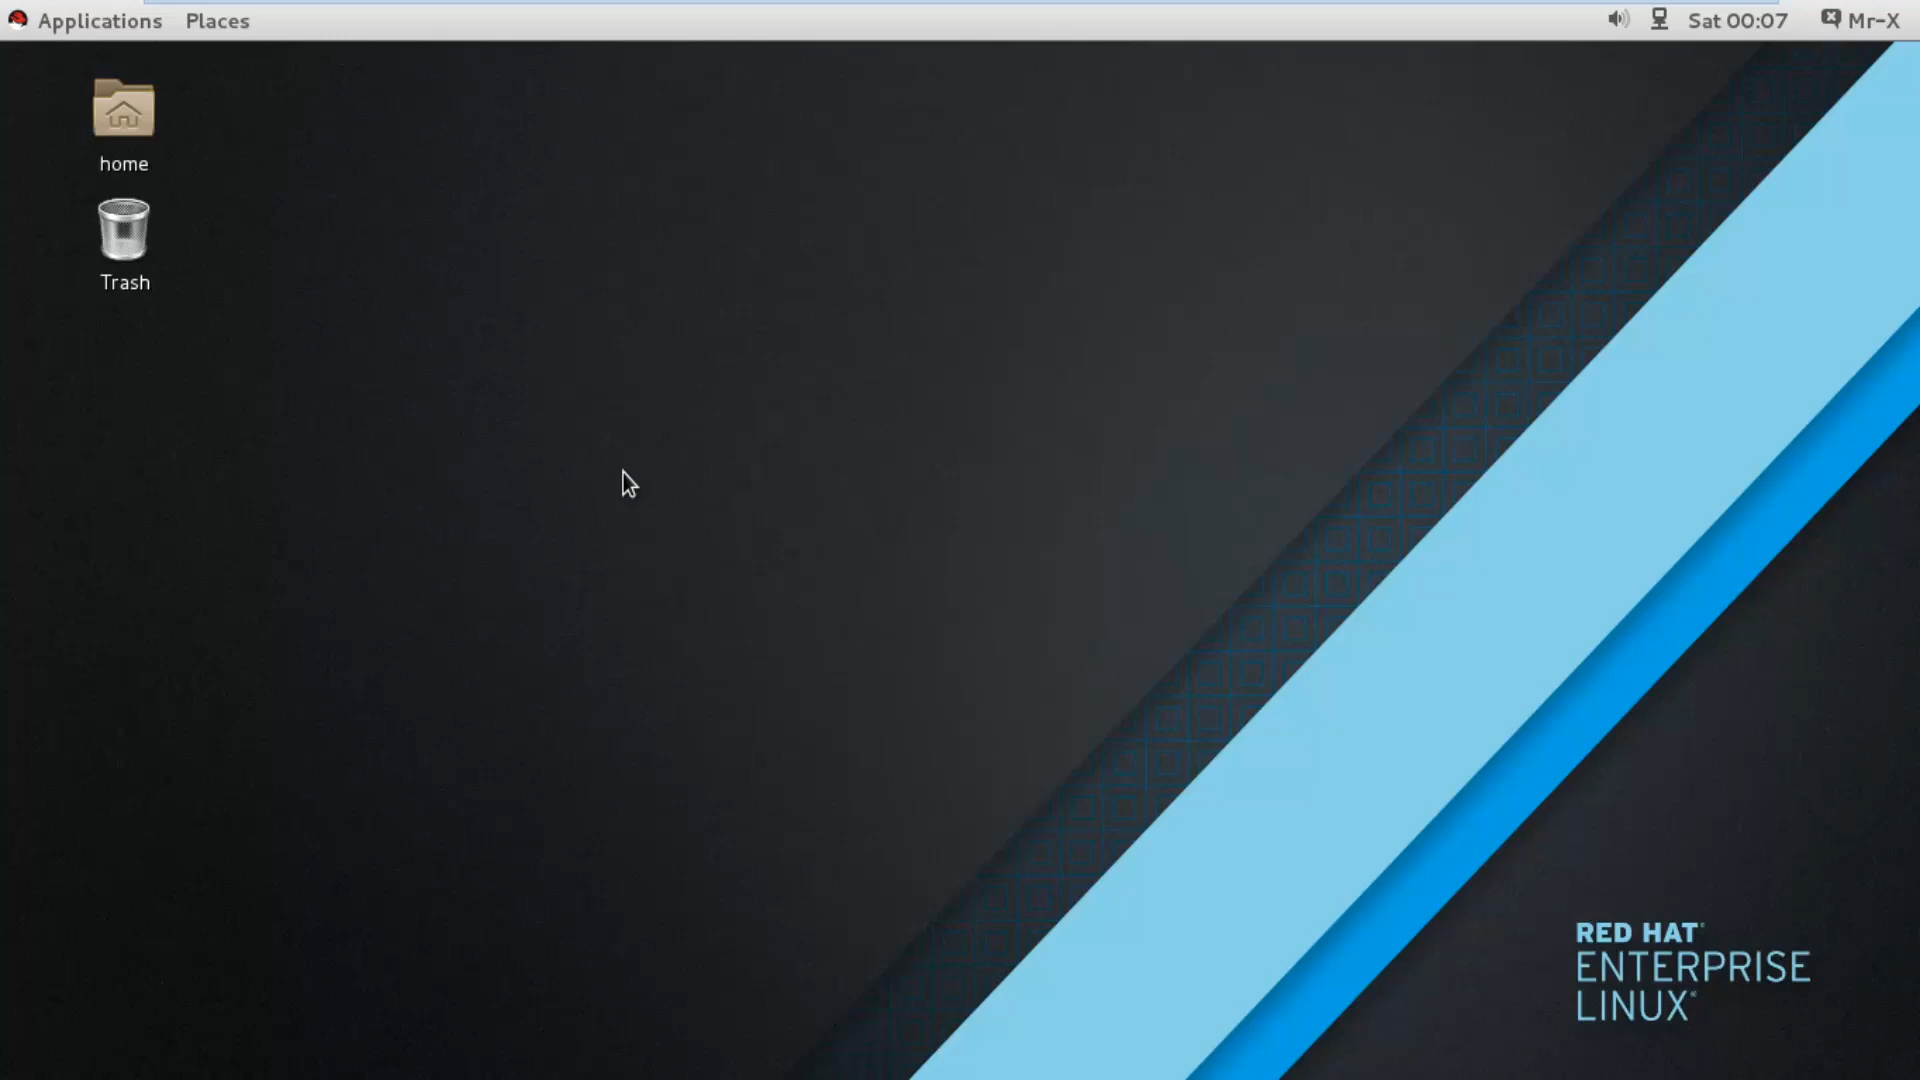 Applications Places Sat 00:07 Mr-X
home
Trash
RED HAT®
ENTERPRISE
LINUX®